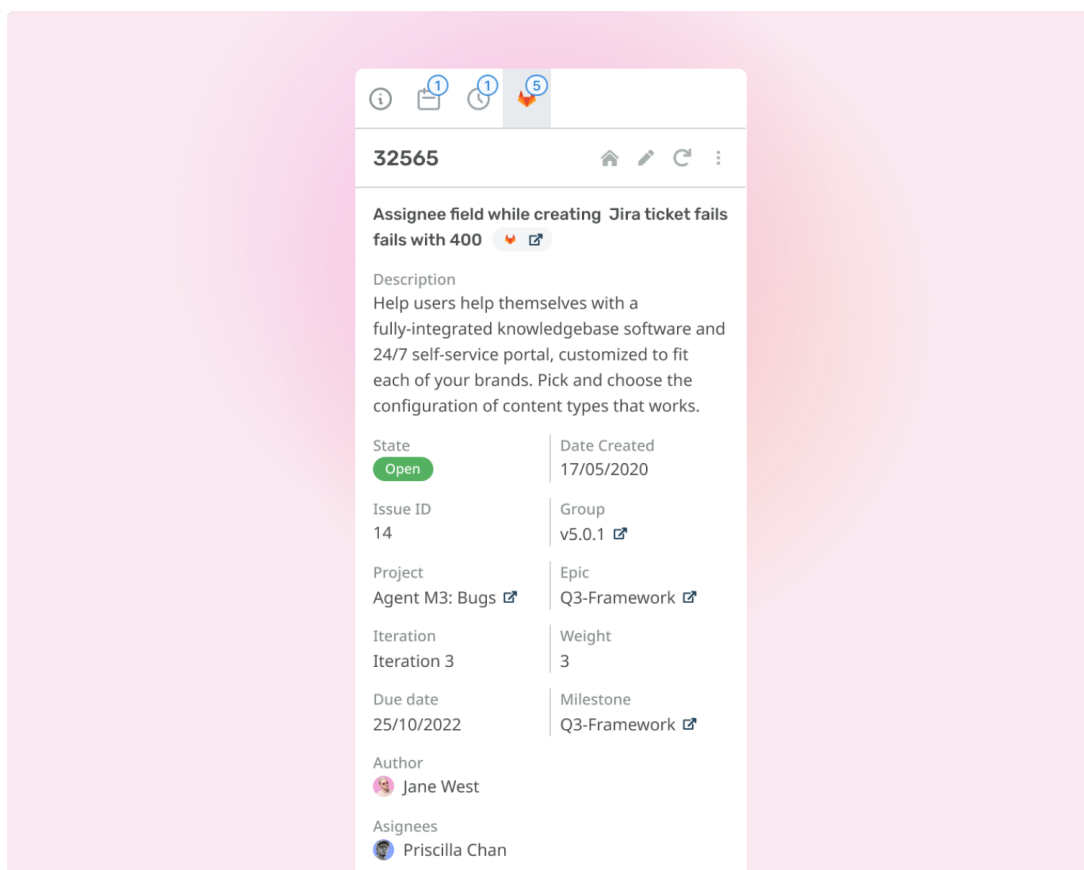 1
1
5
32565
Assignee field while creating Jira ticket fails
fails with 400
Description
Help users help themselves with a
fully-integrated knowledgebase software and
24/7 self-service portal, customized to fit
each of your brands. Pick and choose the
configuration of content types that works.
State
Date Created
Open
17/05/2020
Issue ID
Group
14
v5.0.1
Project
Epic
Agent M3: Bugs
Q3-Framework
Iteration
Weight
Iteration 3
3
Due date
Milestone
25/10/2022
Q3-Framework
Author
Jane West
Asignees
Priscilla Chan